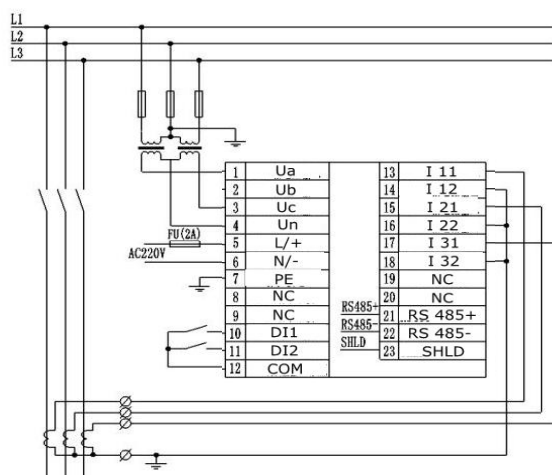 L1
L2
L3
1 Ua 13 I 11
2 Ub 14 I 12
3 Uc 15 I 21
4 Un 16 I 22
FU(2A) 5 L/+ 17 I 31
AC220V 6 N/- 18 I 32
7 PE 19 NC
8 NC 20 NC
9 NC RS485+ 21 RS 485+
10 DI1 RS485- 22 RS 485-
11 DI2 SHLD 23 SHLD
12 COM